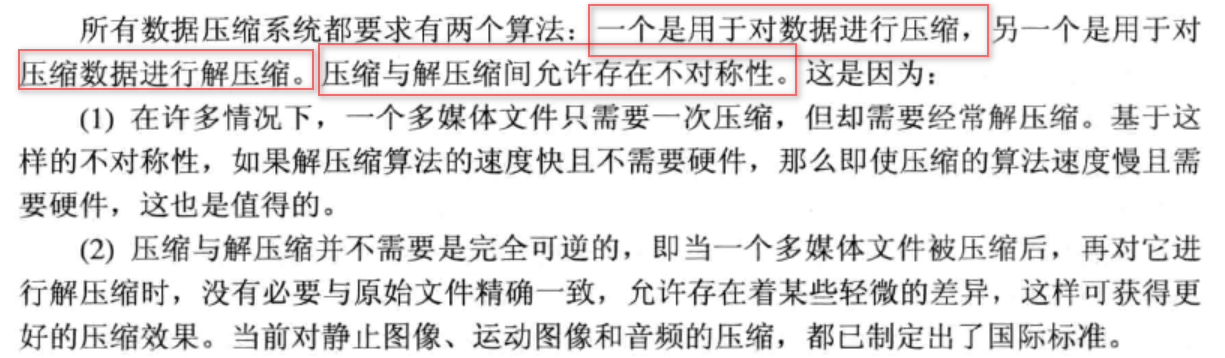 所有数据压缩系统都要求有两个算法：一个是用于对数据进行压缩，另一个是用于对
压缩数据进行解压缩。压缩与解压缩间允许存在不对称性。这是因为：
(1) 在许多情况下，一个多媒体文件只需要一次压缩，但却需要经常解压缩。基于这
样的不对称性，如果解压缩算法的速度快且不需要硬件，那么即使压缩的算法速度慢且需
要硬件，这也是值得的。
(2) 压缩与解压缩并不需要是完全可逆的，即当一个多媒体文件被压缩后，再对它进
行解压缩时，没有必要与原始文件精确一致，允许存在着某些轻微的差异，这样可获得更
好的压缩效果。当前对静止图像、运动图像和音频的压缩，都已制定出了国际标准。